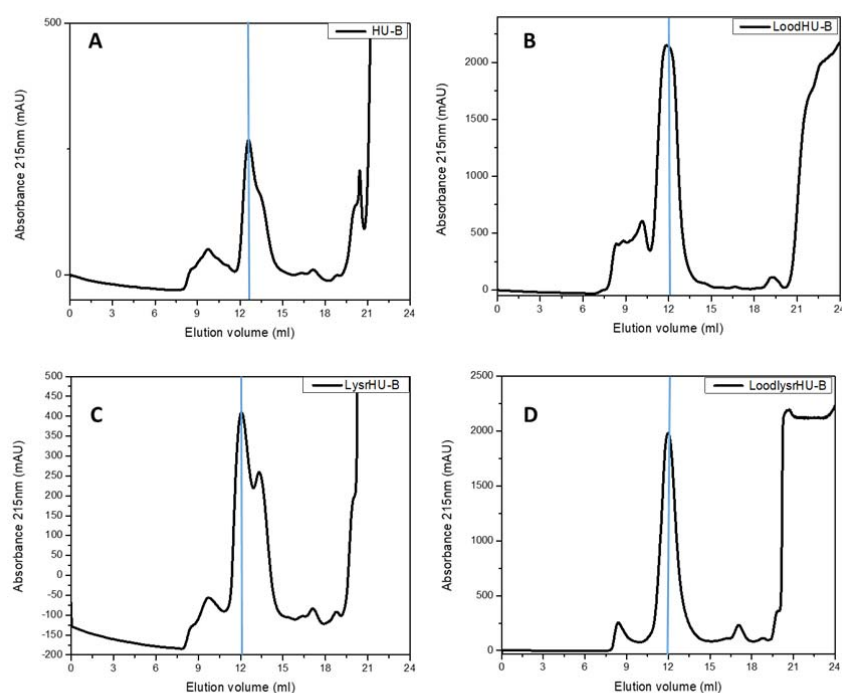 A
HU-B
500
0
Absorbance 215nm (mAU)
0 3 6 9 12 15 18 21 24
Elution volume (ml)
B
LoodHU-B
2000
1500
1000
500
0
Absorbance 215nm (mAU)
0 3 6 9 12 15 18 21 24
Elution volume (ml)
C
LysrHU-B
500
450
400
350
300
250
200
150
100
50
0
-50
-100
-150
-200
Absorbance 215nm (mAU)
0 3 6 9 12 15 18 21 24
Elution volume (ml)
D
LoodlysrHU-B
2500
2000
1500
1000
500
0
Absorbance 215nm (mAU)
0 3 6 9 12 15 18 21 24
Elution volume (ml)